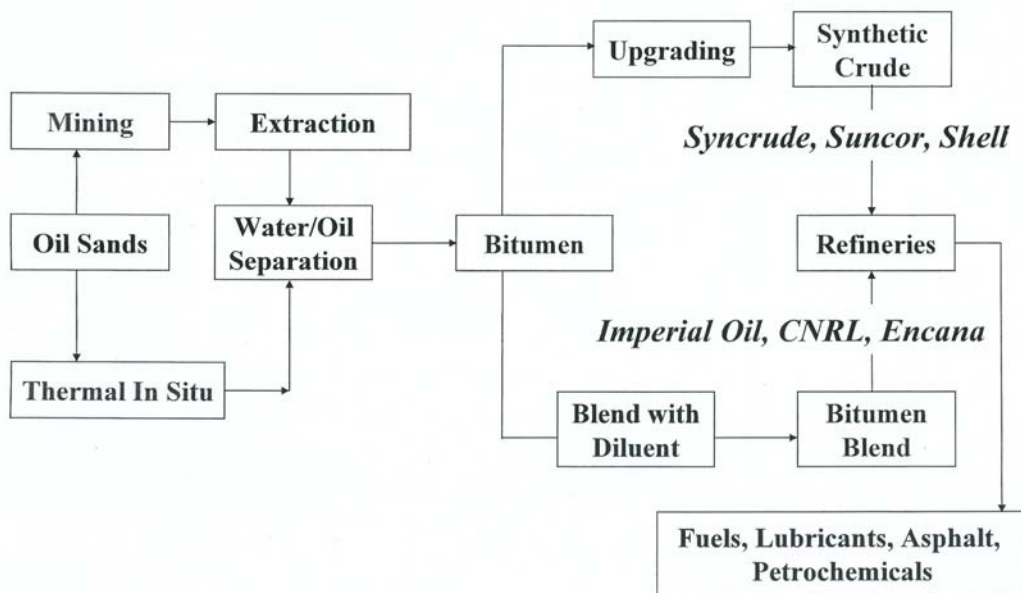 Upgrading
Synthetic
Crude
Mining
Extraction
Syncrude, Suncor, Shell
Oil Sands
Water/Oil
Separation
Bitumen
Refineries
Imperial Oil, CNRL, Encana
Thermal In Situ
Blend with
Diluent
Bitumen
Blend
Fuels, Lubricants, Asphalt,
Petrochemicals